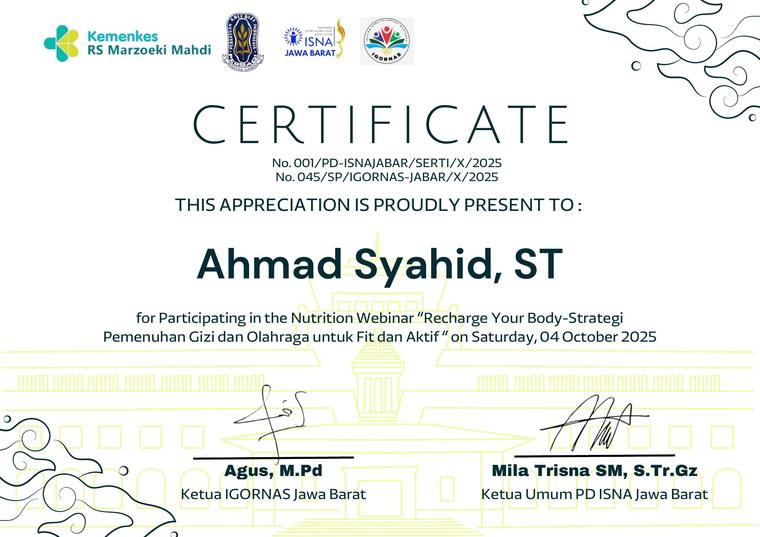 Kemenkes
RS Marzoeki Mahdi
ISNA
JAWA BARAT
IGORNAS
CERTIFICATE
No. 001/PD-ISNAJABAR/SERTI/X/2025
No. 045/SP/IGORNAS-JABAR/X/2025
THIS APPRECIATION IS PROUDLY PRESENT TO :
Ahmad Syahid, ST
for Participating in the Nutrition Webinar “Recharge Your Body-Strategi
Pemenuhan Gizi dan Olahraga untuk Fit dan Aktif “ on Saturday, 04 October 2025
Agus, M.Pd
Ketua IGORNAS Jawa Barat
Mila Trisna SM, S.Tr.Gz
Ketua Umum PD ISNA Jawa Barat